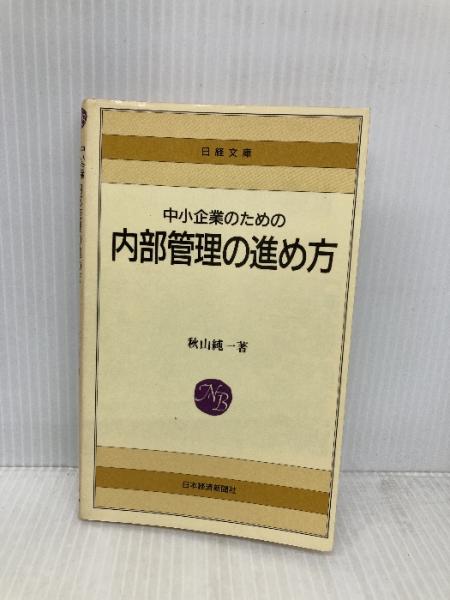 日経文庫
中小企業のための
内部管理の進め方
秋山純一著
NB
日本経済新聞社